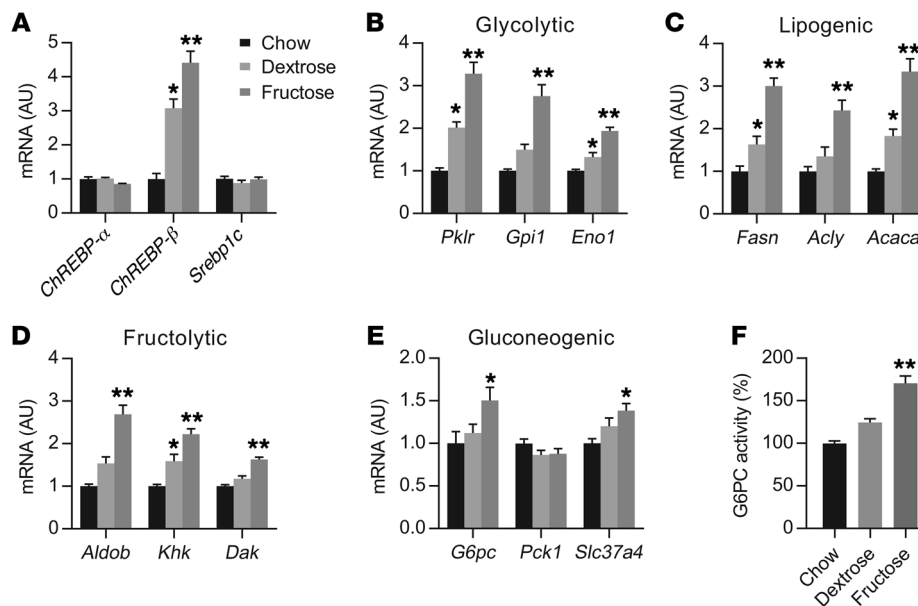 A
mRNA (AU)
5
4
3
2
1
0
** 
*
Chow
Dextrose
Fructose
ChREBP-α
ChREBP-β
Srebp1c
B
Glycolytic
mRNA (AU)
4
3
2
1
0
*
**
**
*
**
Pklr
Gpi1
Eno1
C
Lipogenic
mRNA (AU)
4
3
2
1
0
*
**
**
*
**
Fasn
Acly
Acaca
D
Fructolytic
mRNA (AU)
4
3
2
1
0
**
*
**
**
Aldob
Khk
Dak
E
Gluconeogenic
mRNA (AU)
1.5
1.0
0.5
0.0
2.0
*
*
G6pc
Pck1
Slc37a4
F
G6PC activity (%)
200
150
100
50
0
**
Chow
Dextrose
Fructose